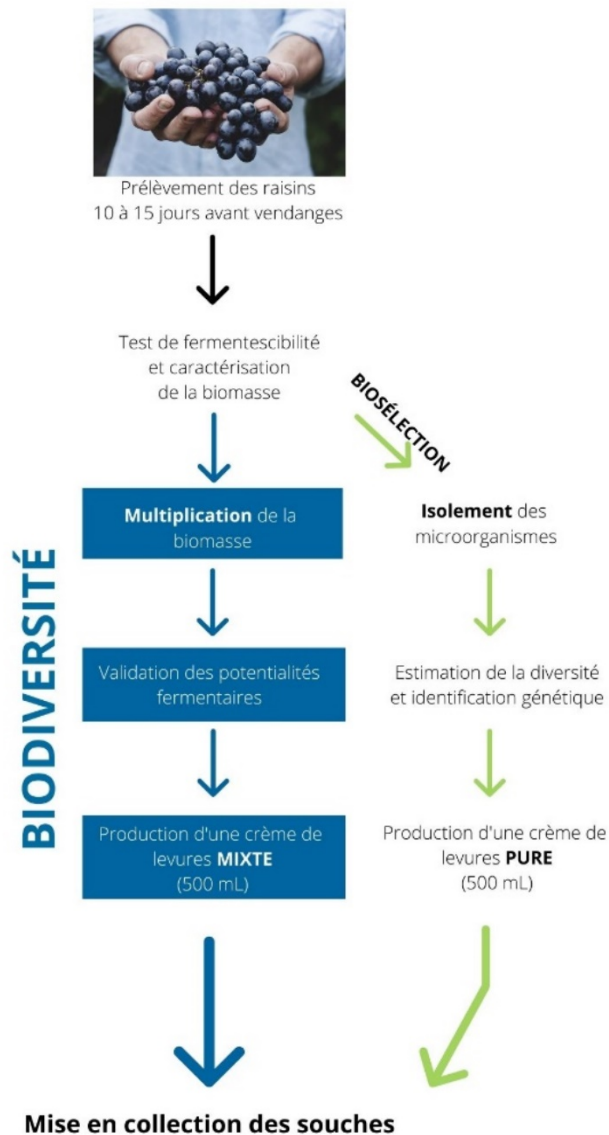 Prélèvement des raisins
10 à 15 jours avant vendanges
Test de fermentescibilité
et caractérisation
de la biomasse
BIOSÉLECTION
BIODIVERSITÉ
Multiplication de la
biomasse
Isolement des
microorganismes
Validation des potentialités
fermentaires
Estimation de la diversité
et identification génétique
Production d'une crème de
levures MIXTE
(500 mL)
Production d'une crème de
levures PURE
(500 mL)
Mise en collection des souches